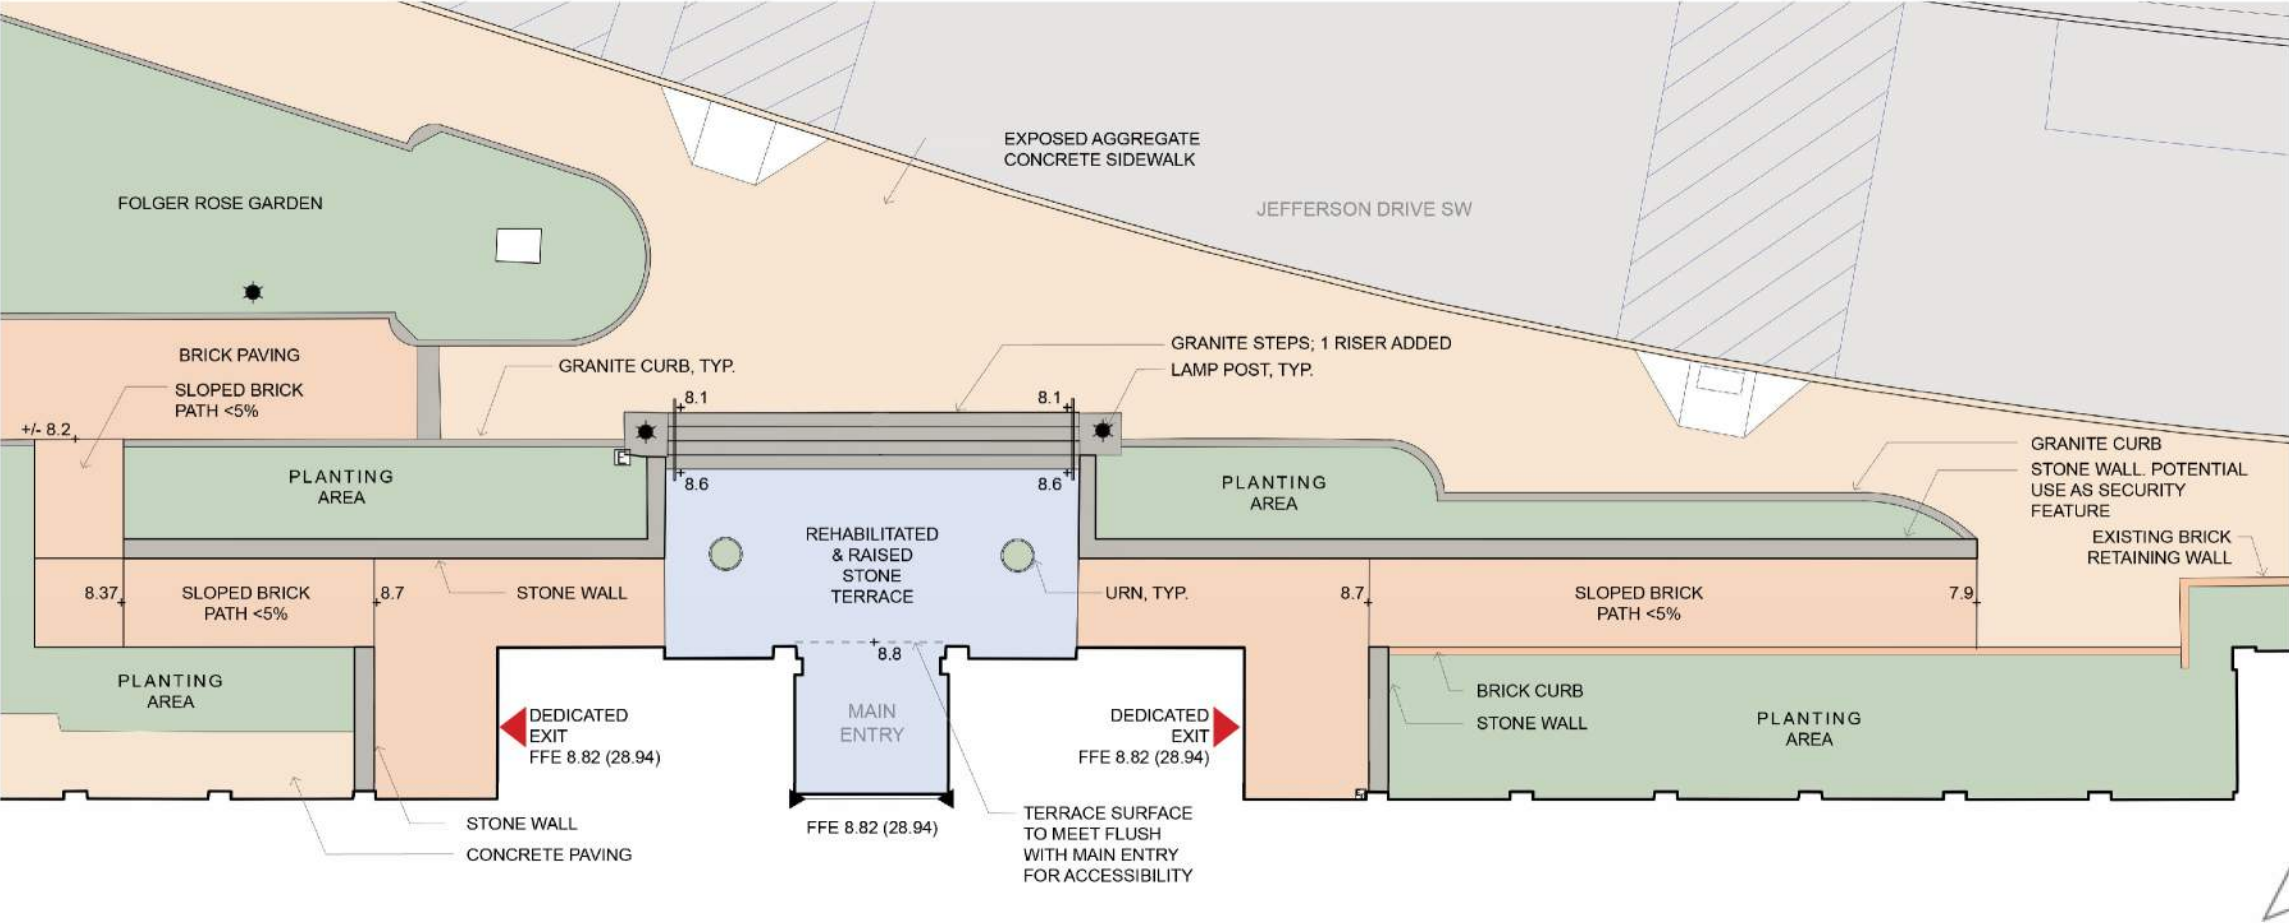 EXPOSED AGGREGATE
CONCRETE SIDEWALK
FOLGER ROSE GARDEN
JEFFERSON DRIVE SW
BRICK PAVING
SLOPED BRICK
PATH <5%
+/- 8.2
GRANITE CURB, TYP.
GRANITE STEPS; 1 RISER ADDED
LAMP POST, TYP.
8.1
8.1
E
8.6
8.6
PLANTING
AREA
PLANTING
AREA
GRANITE CURB
STONE WALL. POTENTIAL
USE AS SECURITY
FEATURE
EXISTING BRICK
RETAINING WALL
REHABILITATED
& RAISED
STONE
TERRACE
8.37
SLOPED BRICK
PATH <5%
8.7
STONE WALL
URN, TYP.
8.7
SLOPED BRICK
PATH <5%
7.9
8.8
PLANTING
AREA
DEDICATED
EXIT
FFE 8.82 (28.94)
MAIN
ENTRY
DEDICATED
EXIT
FFE 8.82 (28.94)
BRICK CURB
STONE WALL
PLANTING
AREA
STONE WALL
CONCRETE PAVING
FFE 8.82 (28.94)
TERRACE SURFACE
TO MEET FLUSH
WITH MAIN ENTRY
FOR ACCESSIBILITY